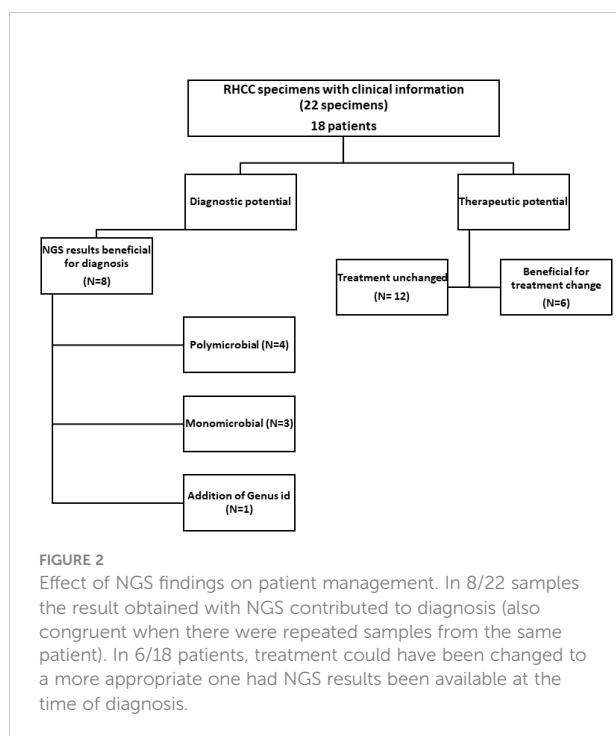 RHCC specimens with clinical information
(22 specimens)
18 patients
Diagnostic potential
Therapeutic potential
NGS results beneficial
for diagnosis
(N=8)
Treatment unchanged
(N= 12)
Beneficial for
treatment change
(N=6)
Polymicrobial (N=4)
Monomicrobial (N=3)
Addition of Genus id
(N=1)
FIGURE 2
Effect of NGS findings on patient management. In 8/22 samples
the result obtained with NGS contributed to diagnosis (also
congruent when there were repeated samples from the same
patient). In 6/18 patients, treatment could have been changed to
a more appropriate one had NGS results been available at the
time of diagnosis.